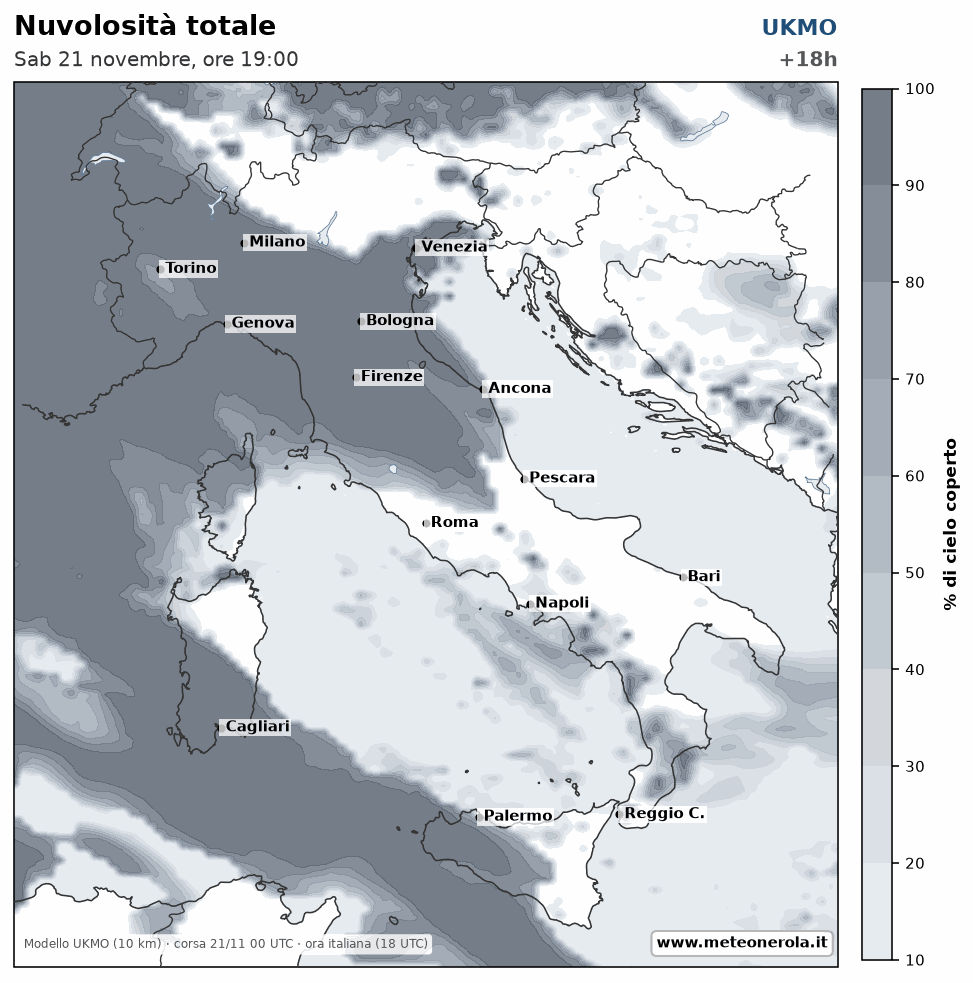 Nuvolosità totale
UKMO
Sab 21 novembre, ore 19:00
+18h
Milano
Venezia
Torino
Genova
Bologna
Firenze
Ancona
Pescara
Roma
Bari
Napoli
Cagliari
Palermo
Reggio C.
100
90
80
70
60
50
40
30
20
10
% di cielo coperto
Modello UKMO (10 km) · corsa 21/11 00 UTC · ora italiana (18 UTC)
www.meteonerola.it